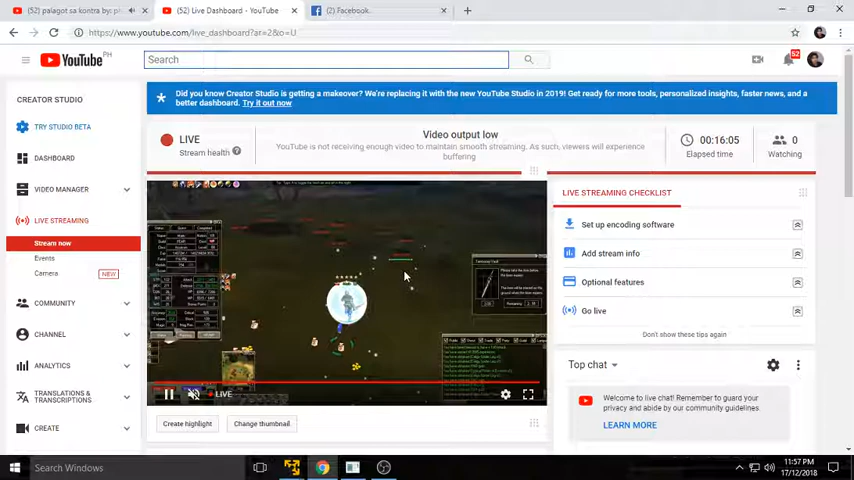 (52) palagot sa kontra by: pl
(52) Live Dashboard - YouTube
(2) Facebook
https://www.youtube.com/live_dashboard?ar=2&o=U
YouTube PH
Search
52
CREATOR STUDIO
TRY STUDIO BETA
DASHBOARD
VIDEO MANAGER
LIVE STREAMING
Stream now
Events
Camera
NEW
COMMUNITY
CHANNEL
ANALYTICS
TRANSLATIONS &
TRANSCRIPTIONS
CREATE
Did you know Creator Studio is getting a makeover? We're replacing it with the new YouTube Studio in 2019! Get ready for more tools, personalized insights, faster news, and a
better dashboard. Try it out now
LIVE
Stream health
Video output low
YouTube is not receiving enough video to maintain smooth streaming. As such, viewers will experience
buffering
00:16:05
Elapsed time
0
Watching
LIVE
Create highlight
Change thumbnail
LIVE STREAMING CHECKLIST
Set up encoding software
Add stream info
Optional features
Go live
Don't show these tips again
Top chat
Welcome to live chat! Remember to guard your
privacy and abide by our community guidelines.
LEARN MORE
Search Windows
11:57 PM
17/12/2018